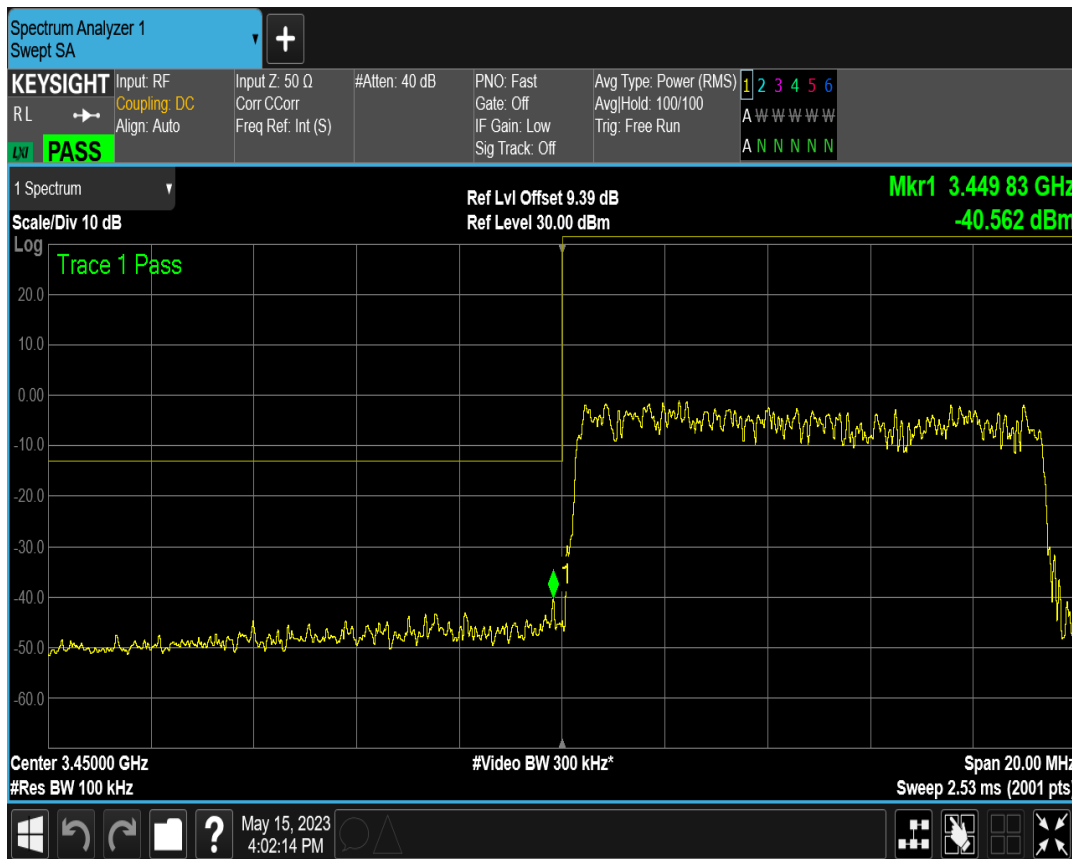 Spectrum Analyzer 1
Swept SA
+
KEYSIGHT
RL
LXI
PASS
Input: RF
Coupling: DC
Align: Auto
Input Z: 50 Ω
Corr CCorr
Freq Ref: Int (S)
#Atten: 40 dB
PNO: Fast
Gate: Off
IF Gain: Low
Sig Track: Off
Avg Type: Power (RMS)
Avg|Hold: 100/100
Trig: Free Run
1 2 3 4 5 6
A W W W W W
A N N N N N
1 Spectrum
Scale/Div 10 dB
Ref Lvl Offset 9.39 dB
Ref Level 30.00 dBm
Mkr1 3.449 83 GHz
-40.562 dBm
Log
Trace 1 Pass
20.0
10.0
0.00
-10.0
-20.0
-30.0
1
-40.0
-50.0
-60.0
Center 3.45000 GHz
#Res BW 100 kHz
#Video BW 300 kHz*
Span 20.00 MHz
Sweep 2.53 ms (2001 pts)
?
May 15, 2023
4:02:14 PM